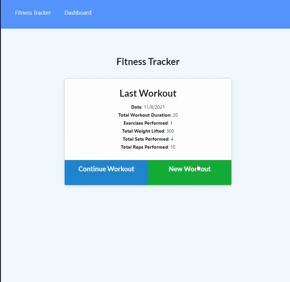 Fitness Tracker Dashboard
Fitness Tracker
Last Workout
Date: 11/8/2021
Total Workout Duration: 20
Exercises Performed: 1
Total Weight Lifted: 300
Total Sets Performed: 4
Total Reps Performed: 10
Continue Workout New Workout